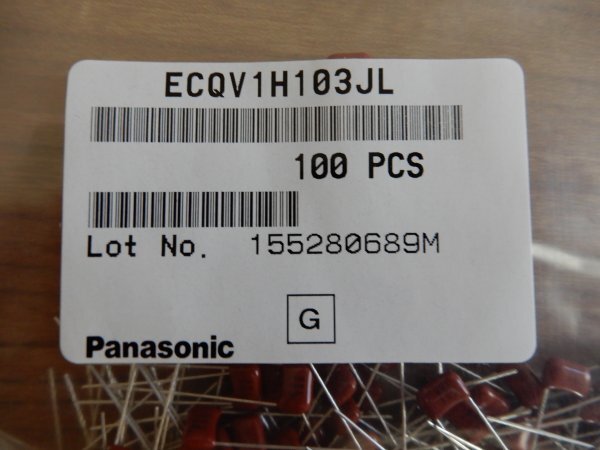 ECQV1H103JL
100 PCS
Lot No. 155280689M
G
Panasonic